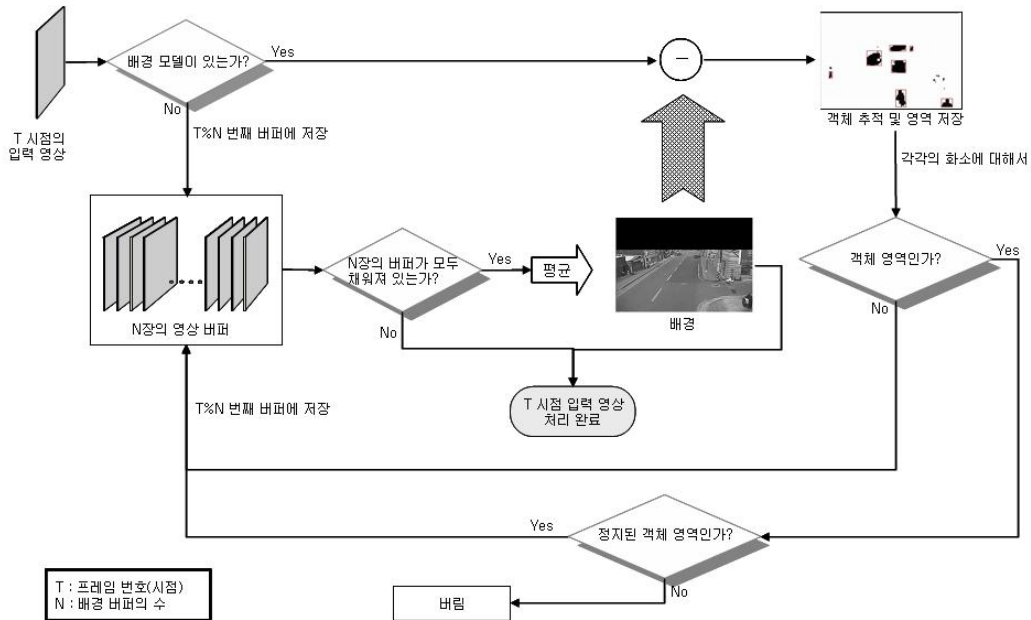 배경 모델이 있는가?
Yes
No
T 시점의
입력 영상
T%N 번째 버퍼에 저장
–
객체 추적 및 영역 저장
각각의 화소에 대해서
N장의 영상 버퍼
N장의 버퍼가 모두
채워져 있는가?
Yes
No
평균
배경
객체 영역인가?
Yes
No
T 시점 입력 영상
처리 완료
T%N 번째 버퍼에 저장
정지된 객체 영역인가?
Yes
No
버림
T : 프레임 번호(시점)
N : 배경 버퍼의 수